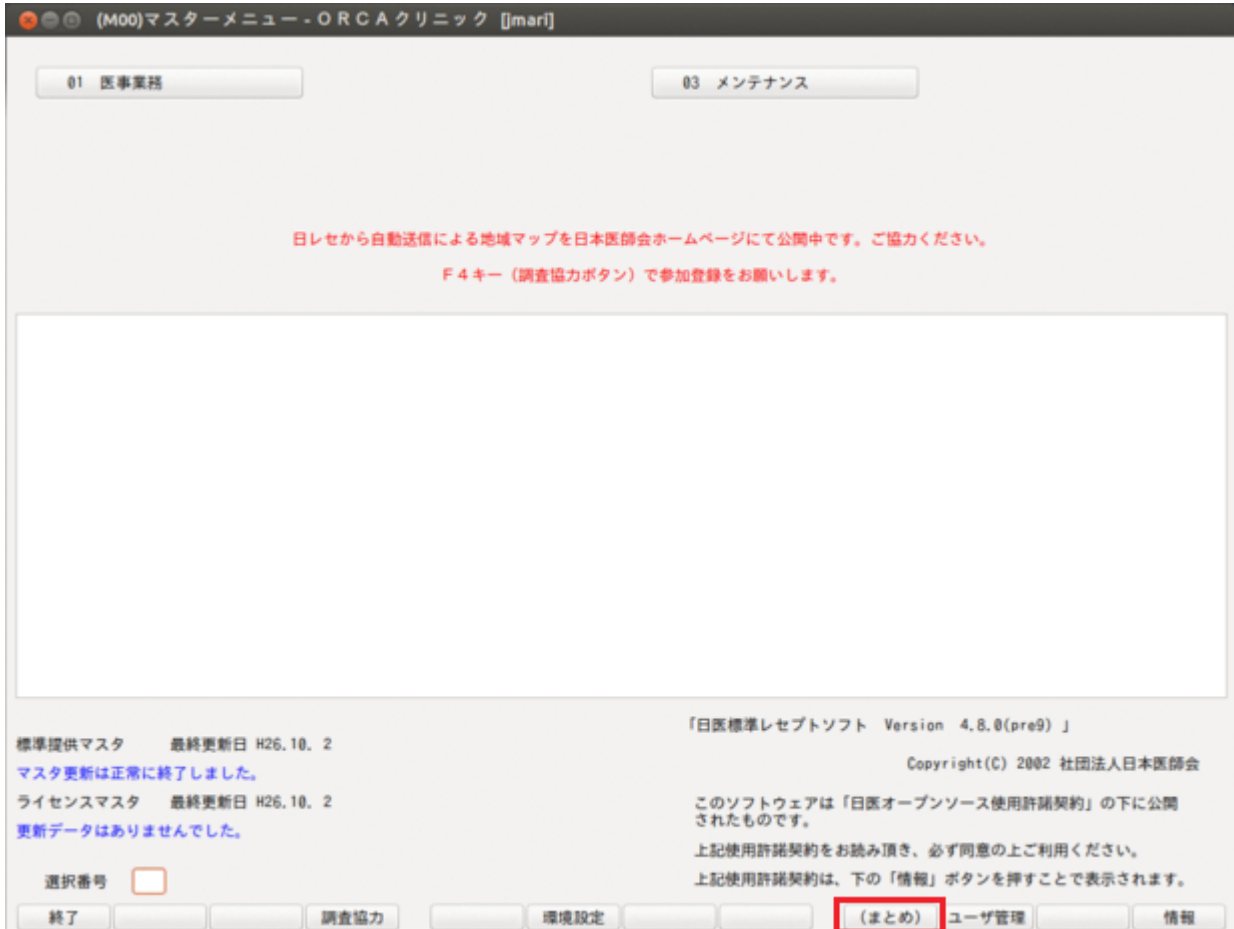 (M00)マスターメニュー - ORCAクリニック [jmari]
01 医事業務
03 メンテナンス
日レセから自動送信による地域マップを日本医師会ホームページにて公開中です。ご協力ください。
F4キー（調査協力ボタン）で参加登録をお願いします。
標準提供マスタ 最終更新日 H26.10. 2
マスタ更新は正常に終了しました。
ライセンスマスタ 最終更新日 H26.10. 2
更新データはありませんでした。
選択番号
「日医標準レセプトソフト Version 4.8.0(pre9) 」
Copyright(C) 2002 社団法人日本医師会
このソフトウェアは「日医オープンソース使用許諾契約」の下に公開
されたものです。
上記使用許諾契約をお読み頂き、必ず同意の上ご利用ください。
上記使用許諾契約は、下の「情報」ボタンを押すことで表示されます。
終了 調査協力 環境設定 (まとめ) ユーザ管理 情報